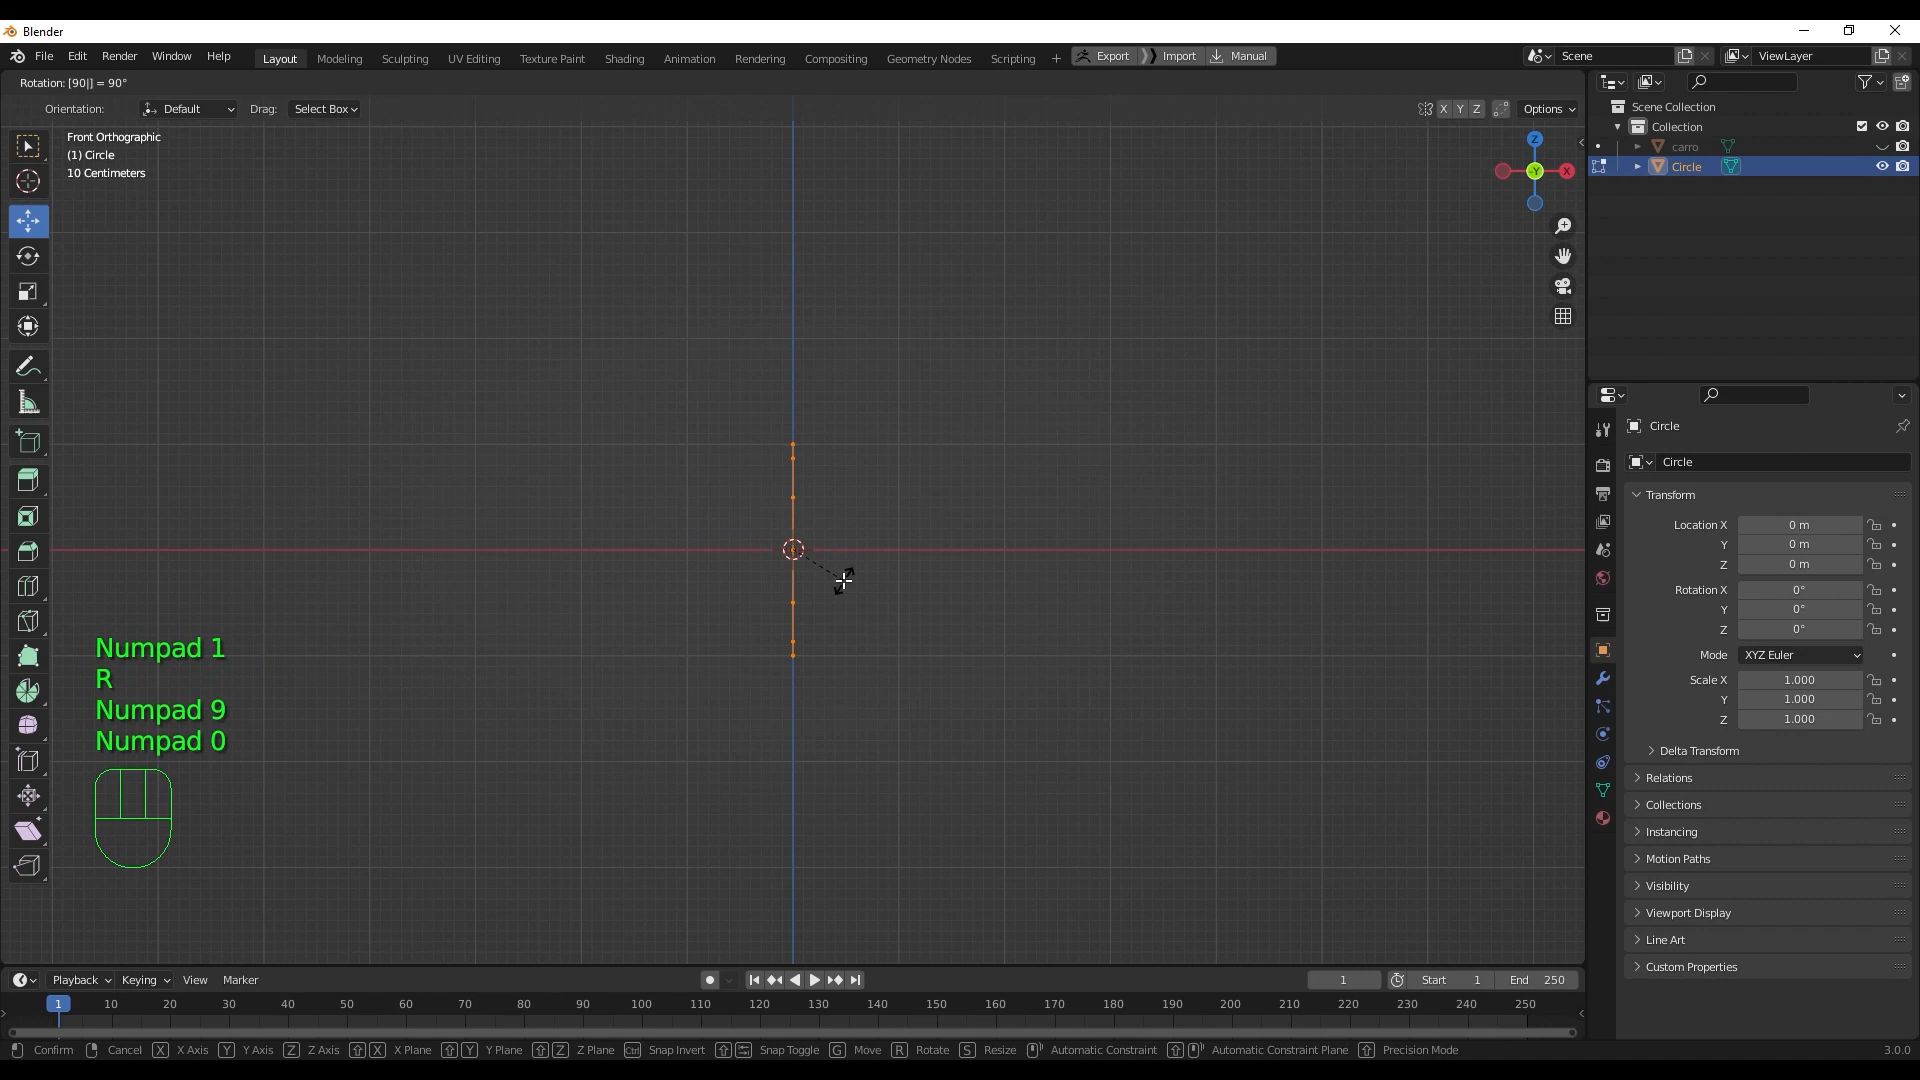 Blender
File Edit Render Window Help Layout Modeling Sculpting UV Editing Texture Paint Shading Animation Rendering Compositing Geometry Nodes Scripting + Export Import Manual Scene ViewLayer
Rotation: [90|] = 90°
Orientation: Default Drag: Select Box X Y Z Options
Front Orthographic
(1) Circle
10 Centimeters
Z
-Y X
Scene Collection
Collection
carro
Circle
Numpad 1
R
Numpad 9
Numpad 0
Circle
Circle
Transform
Location X 0 m
Y 0 m
Z 0 m
Rotation X 0°
Y 0°
Z 0°
Mode XYZ Euler
Scale X 1.000
Y 1.000
Z 1.000
Delta Transform
Relations
Collections
Instancing
Motion Paths
Visibility
Viewport Display
Line Art
Custom Properties
Playback Keying View Marker 1 Start 1 End 250
1 10 20 30 40 50 60 70 80 90 100 110 120 130 140 150 160 170 180 190 200 210 220 230 240 250
Confirm Cancel X X Axis Y Y Axis Z Z Axis X X Plane Y Y Plane Z Z Plane Ctrl Snap Invert Snap Toggle G Move R Rotate S Resize Automatic Constraint Automatic Constraint Plane Precision Mode 3.0.0